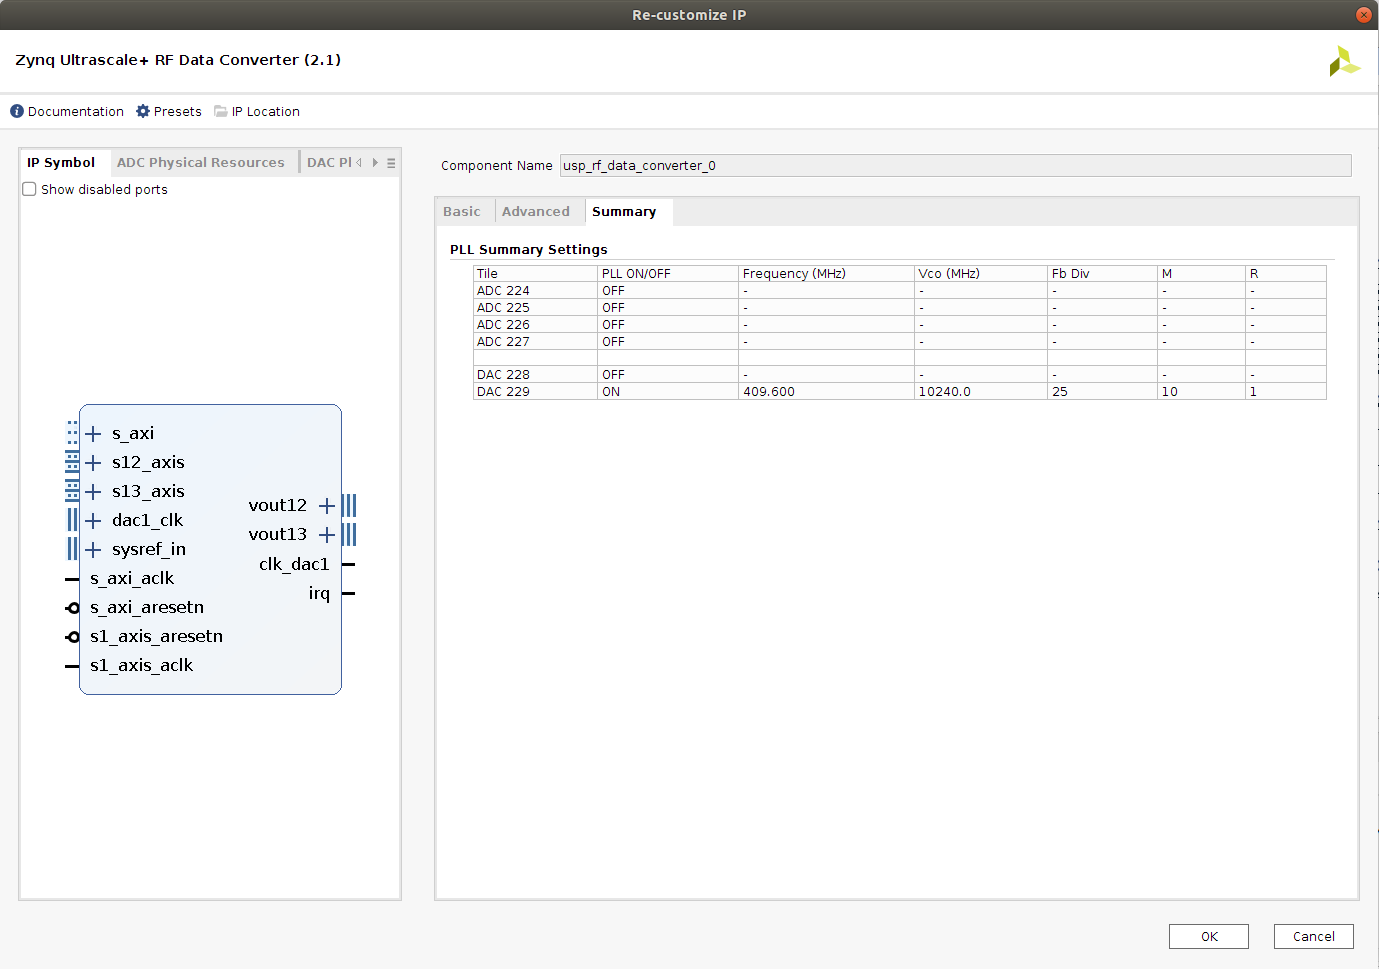 Re-customize IP
Zynq Ultrascale+ RF Data Converter (2.1)
Documentation Presets IP Location
IP Symbol ADC Physical Resources DAC Pl
Show disabled ports
s_axi
s12_axis
s13_axis
dac1_clk
sysref_in
s_axi_aclk
s_axi_aresetn
s1_axis_aresetn
s1_axis_aclk
vout12
vout13
clk_dac1
irq
Component Name usp_rf_data_converter_0
Basic Advanced Summary
PLL Summary Settings
Tile PLL ON/OFF Frequency (MHz) Vco (MHz) Fb Div M R
ADC 224 OFF - - - - -
ADC 225 OFF - - - - -
ADC 226 OFF - - - - -
ADC 227 OFF - - - - -
DAC 228 OFF - - - - -
DAC 229 ON 409.600 10240.0 25 10 1
OK Cancel